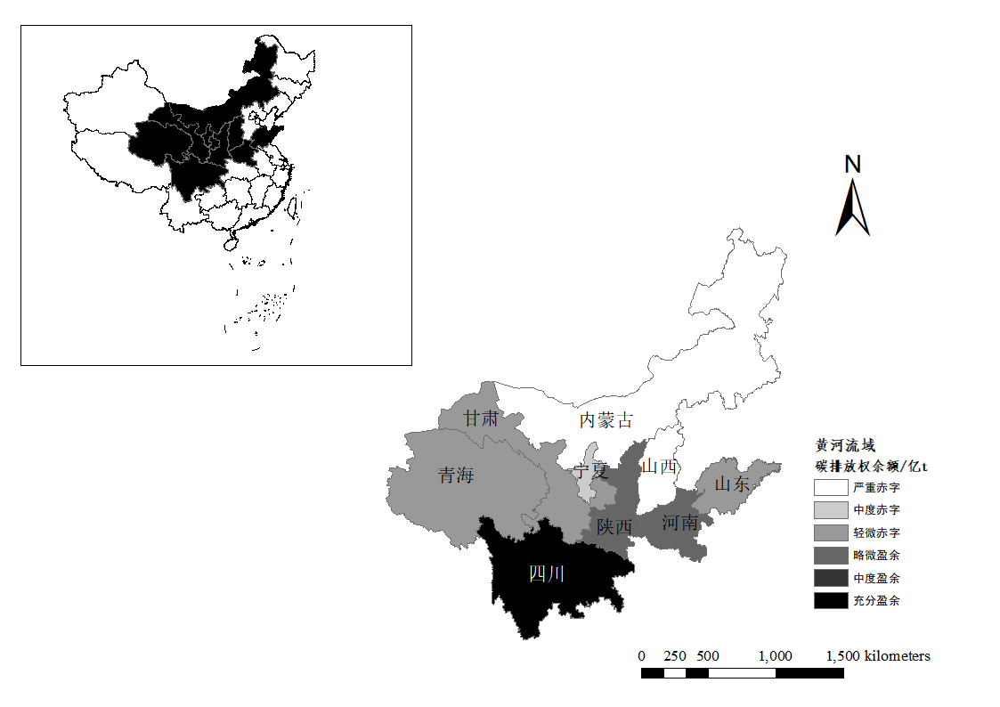 N
甘肃
内蒙古
青海
宁夏
山西
山东
陕西
河南
四川
黄河流域
碳排放权余额/亿t
严重赤字
中度赤字
轻微赤字
略微盈余
中度盈余
充分盈余
0 250 500 1,000 1,500 kilometers